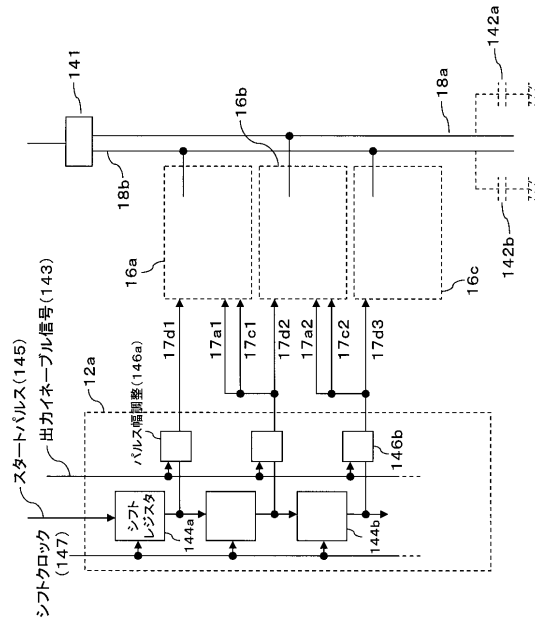 シフトクロック
(147)
スタートパルス(145)
出力イネーブル信号(143)
12a
シフト
レジスタ
144a
144b
パルス幅調整(146a)
146b
17d1
17a1
17c1
17d2
17a2
17c2
17d3
16a
16b
16c
141
18b
18a
142a
142b